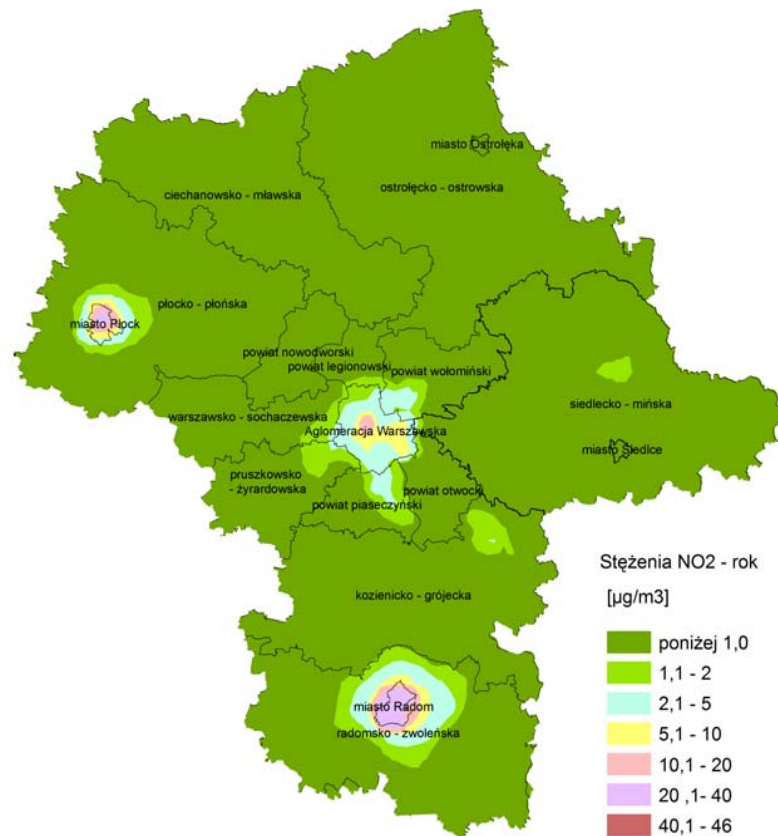 miasto Ostrołęka
ostrołęcko - ostrowska
ciechanowsko - mławska
płocko - płońska
miasto Płock
powiat nowodworski
powiat legionowski
powiat wołomiński
siedlecko - mińska
warszawsko - sochaczewska
Aglomeracja Warszawska
miasto Siedlce
pruszkowsko
- żyrardowska
powiat otwocki
powiat piaseczyński
kozienicko - grójecka
miasto Radom
radomsko - zwoleńska
Stężenia NO2 - rok
[µg/m3]
poniżej 1,0
1,1 - 2
2,1 - 5
5,1 - 10
10,1 - 20
20 ,1- 40
40,1 - 46